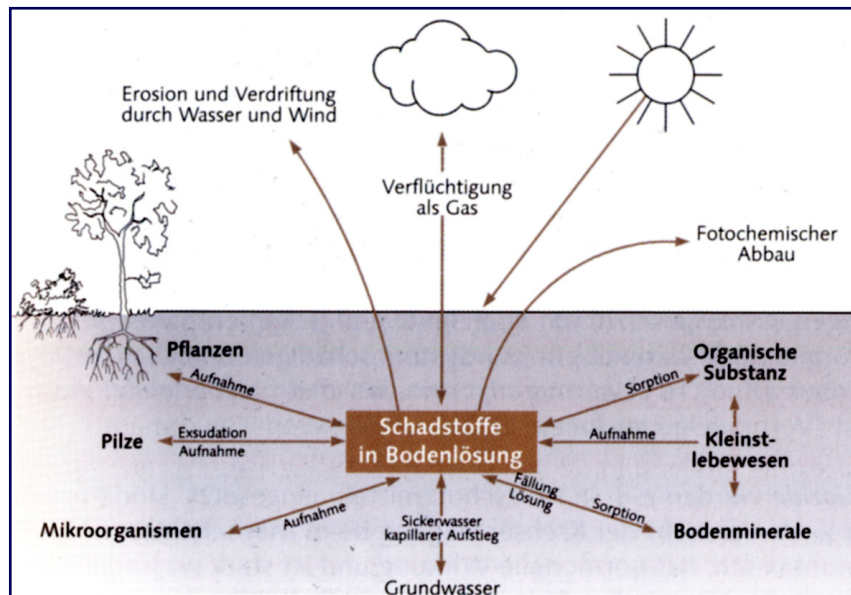 Erosion und Verdriftung
durch Wasser und Wind
Verflüchtigung
als Gas
Fotochemischer
Abbau
Pflanzen
Aufnahme
Organische
Substanz
Sorption
Pilze
Exsudation
Aufnahme
Schadstoffe
in Bodenlösung
Aufnahme
Kleinst-
lebewesen
Mikroorganismen
Aufnahme
Sickerwasser
kapillarer Aufstieg
Fällung
Lösung
Sorption
Bodenminerale
Grundwasser